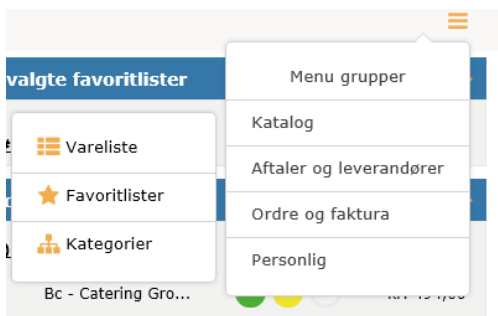 valgte favoritlister
Menu grupper
Katalog
Vareliste
Aftaler og leverandører
Favoritlister
Ordre og faktura
Kategorier
Personlig
Bc - Catering Gro...